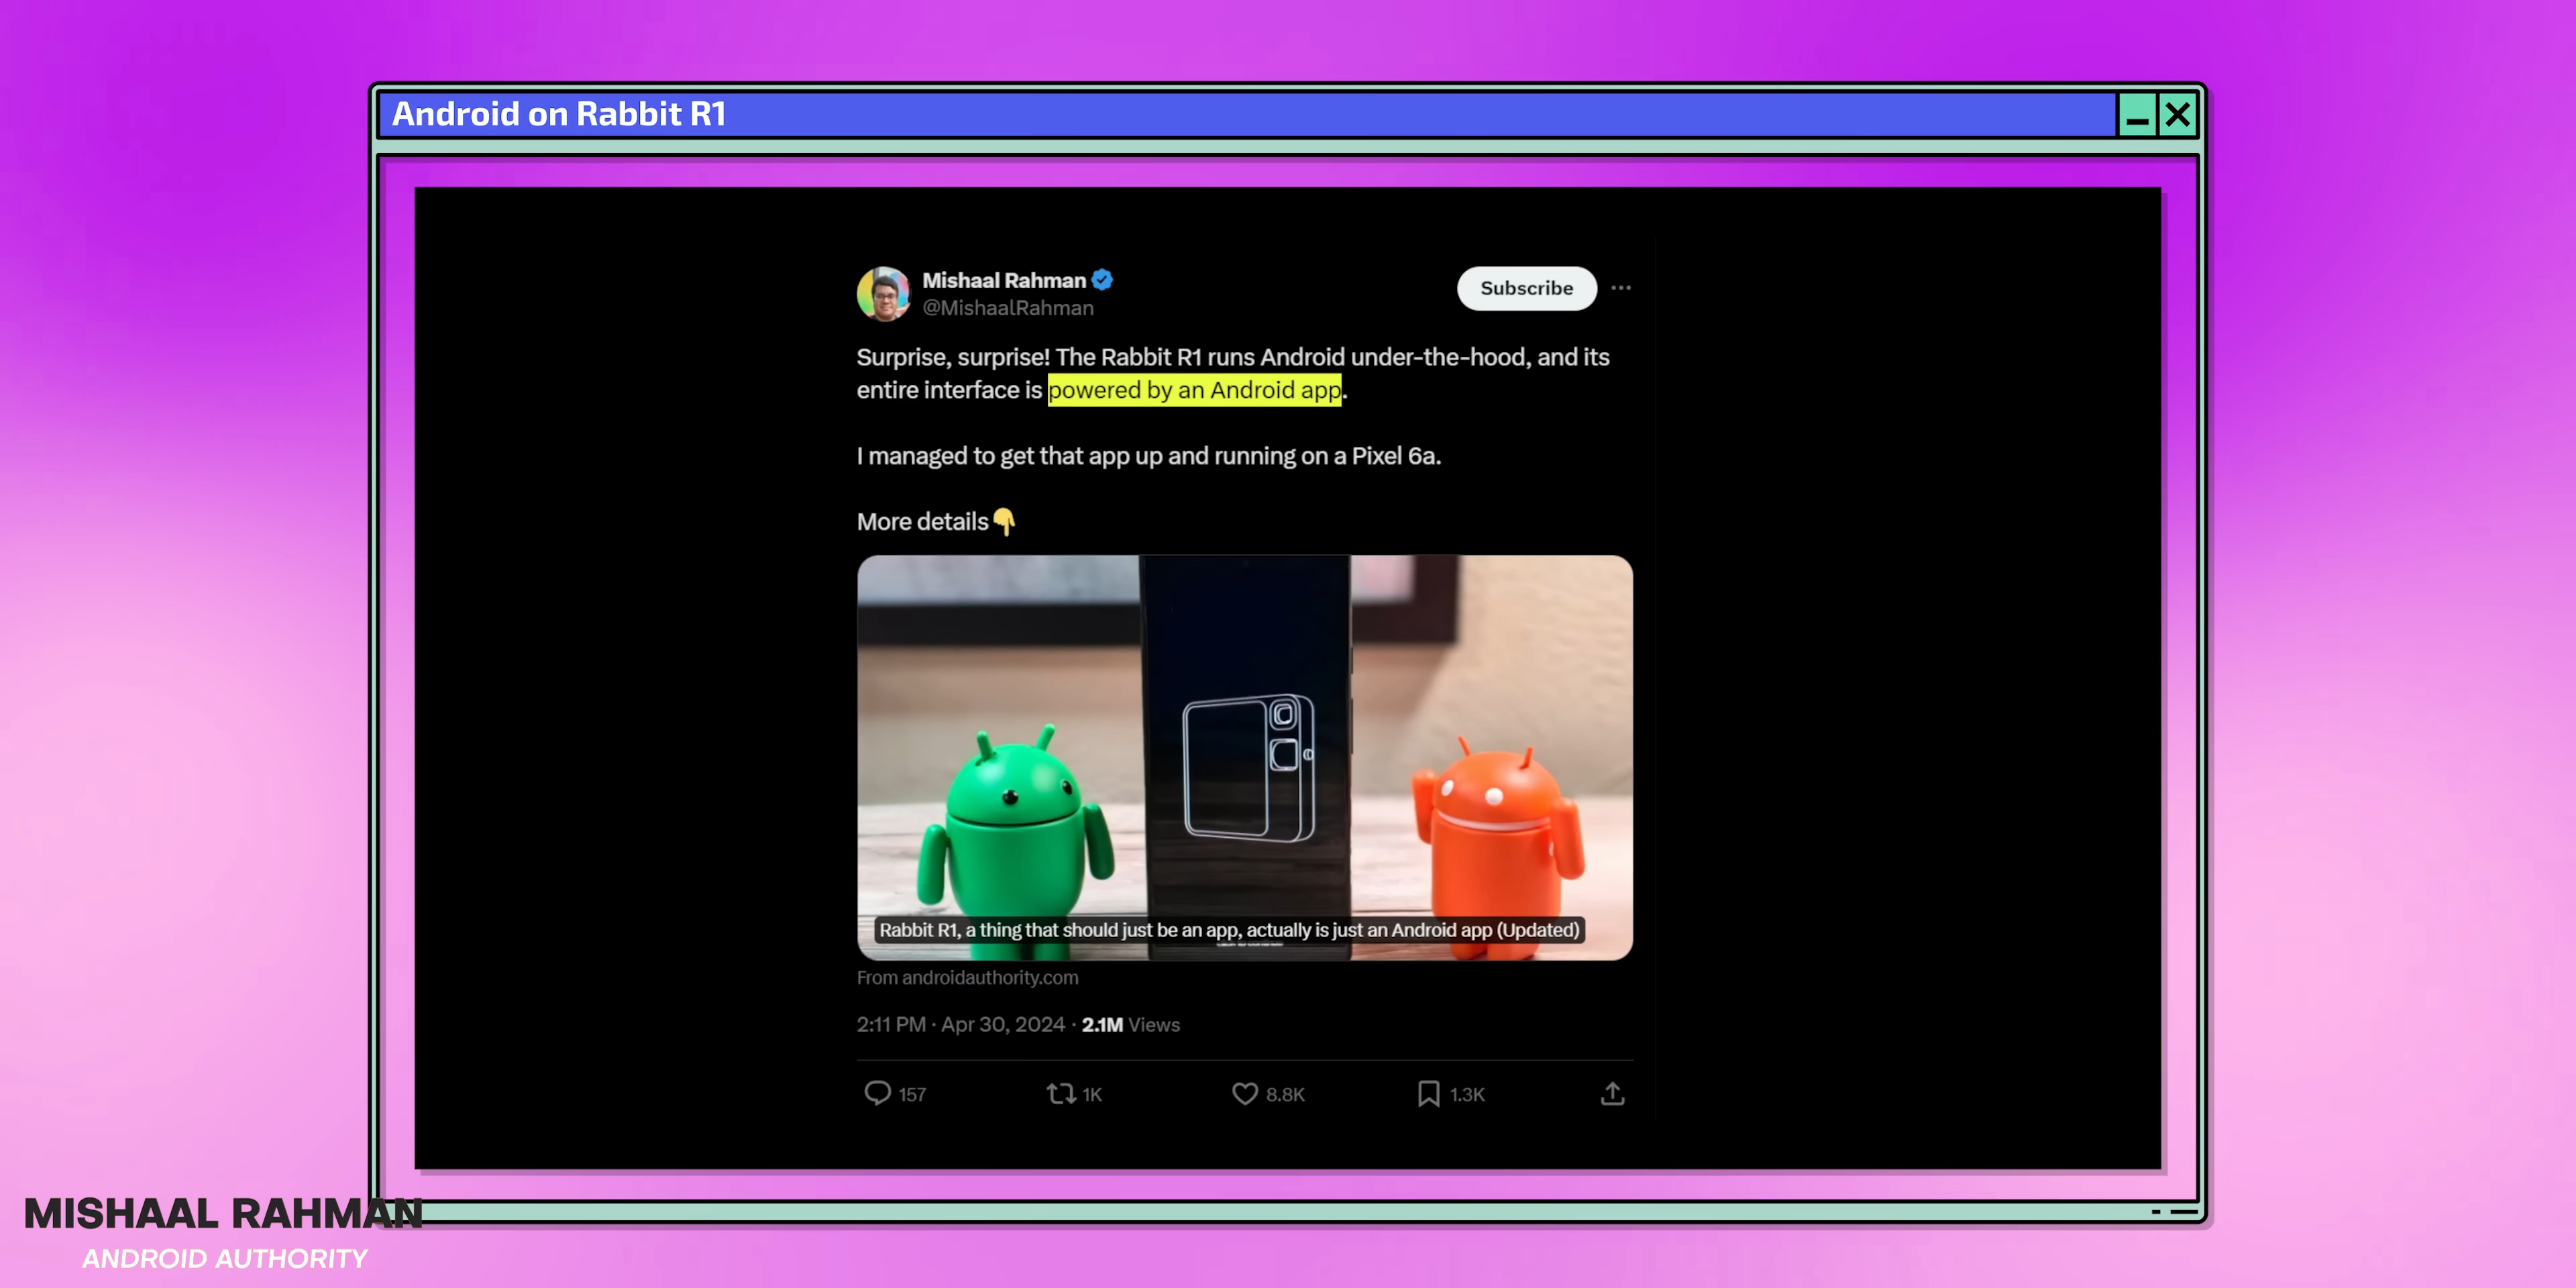 Android on Rabbit R1
Mishaal Rahman
@MishaalRahman
Subscribe
Surprise, surprise! The Rabbit R1 runs Android under-the-hood, and its
entire interface is powered by an Android app.
I managed to get that app up and running on a Pixel 6a.
More details👇
Rabbit R1, a thing that should just be an app, actually is just an Android app (Updated)
From androidauthority.com
2:11 PM · Apr 30, 2024 · 2.1M Views
157 1K 8.8K 1.3K
MISHAAL RAHMAN
ANDROID AUTHORITY